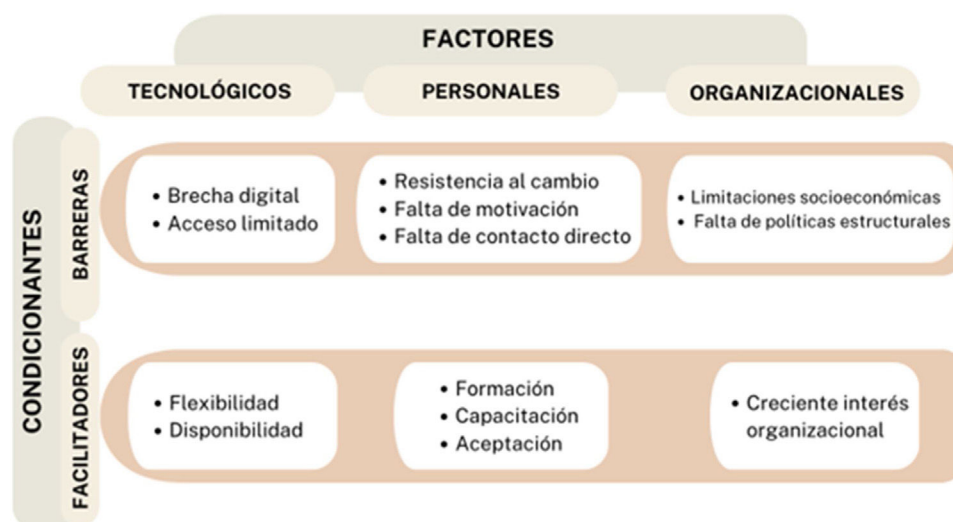 FACTORES
TECNOLÓGICOS
PERSONALES
ORGANIZACIONALES
CONDICIONANTES
BARRERAS
• Brecha digital
• Acceso limitado
• Resistencia al cambio
• Falta de motivación
• Falta de contacto directo
• Limitaciones socioeconómicas
• Falta de políticas estructurales
FACILITADORES
• Flexibilidad
• Disponibilidad
• Formación
• Capacitación
• Aceptación
• Creciente interés
organizacional